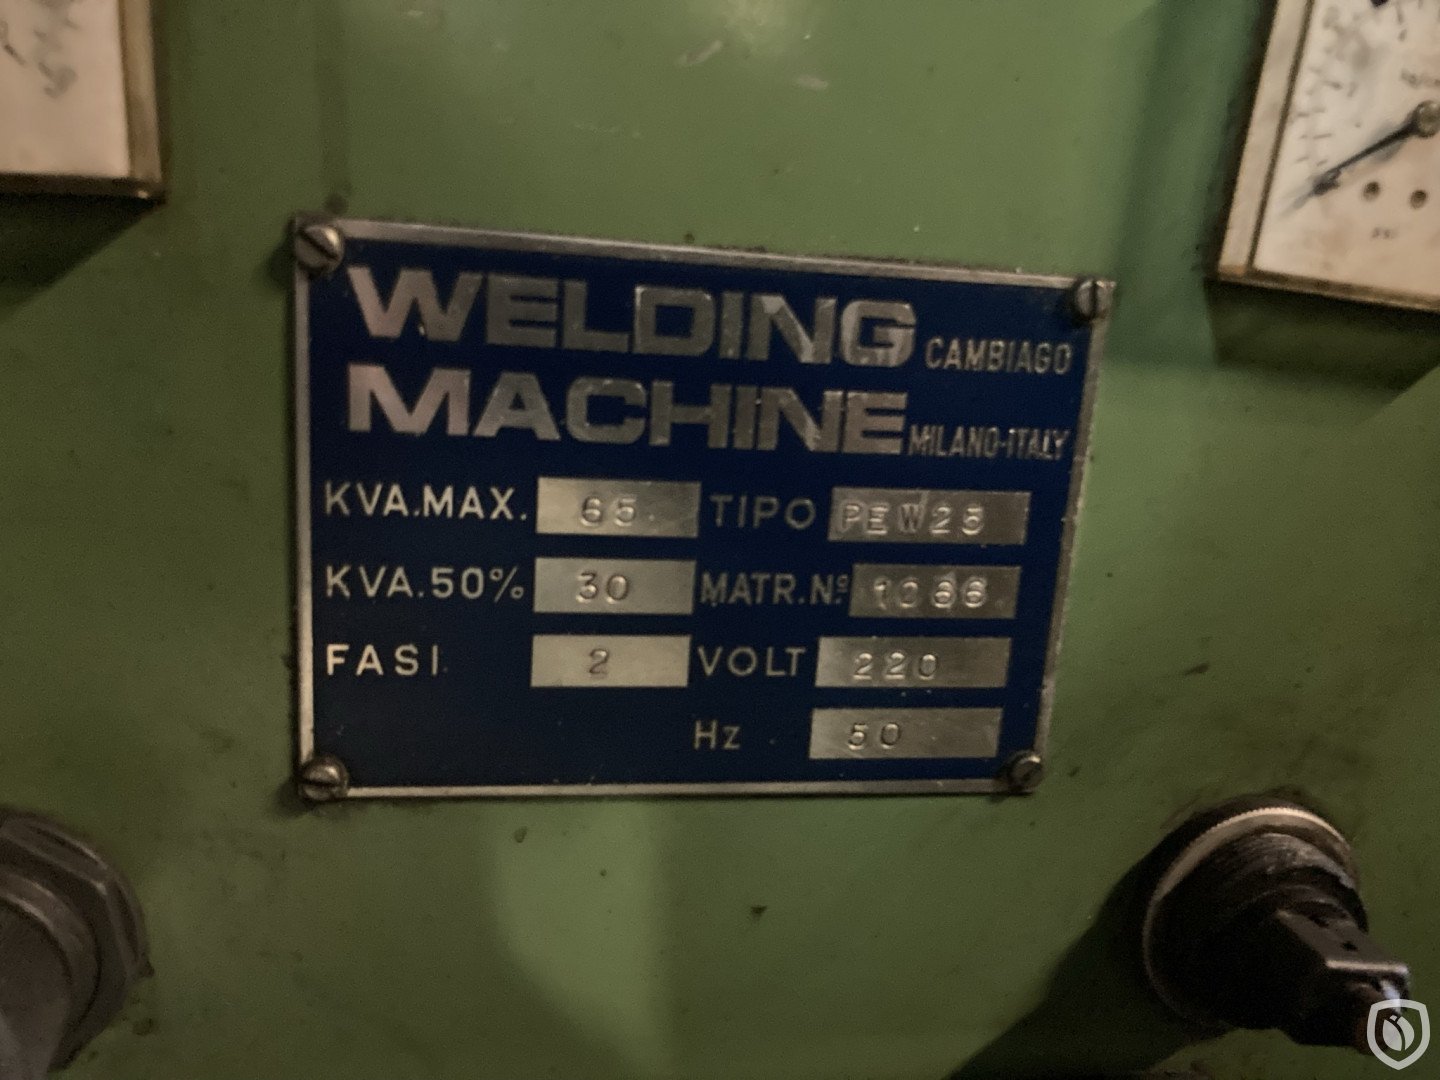 WELDING CAMBIAGO
MACHINE MILANO-ITALY
KVA.MAX. 65 TIPO PEW25
KVA.50% 30 MATR.Nº 1066
FASI 2 VOLT 220
Hz 50